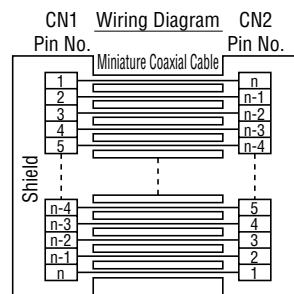 CN1 Wiring Diagram CN2
Pin No. Pin No.
Miniature Coaxial Cable
1 n
2 n-1
3 n-2
4 n-3
5 n-4
Shield
n-4 5
n-3 4
n-2 3
n-1 2
n 1